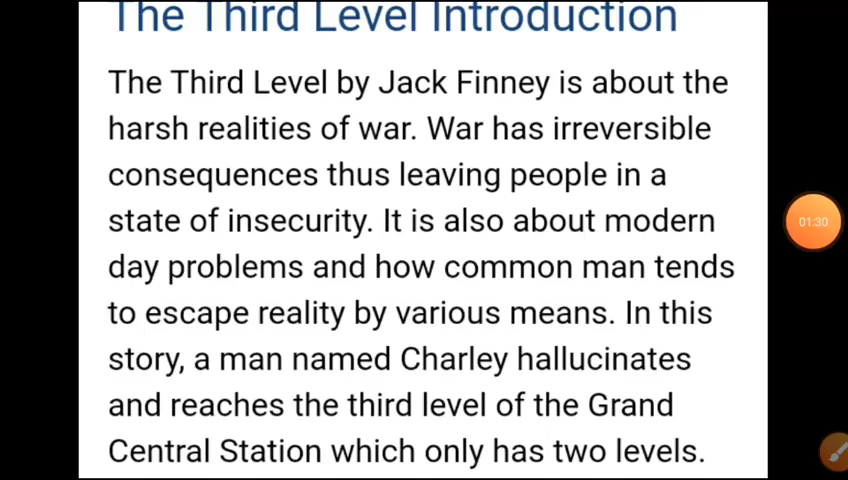 The Third Level Introduction
The Third Level by Jack Finney is about the
harsh realities of war. War has irreversible
consequences thus leaving people in a
state of insecurity. It is also about modern
day problems and how common man tends
to escape reality by various means. In this
story, a man named Charley hallucinates
and reaches the third level of the Grand
Central Station which only has two levels.
01:30